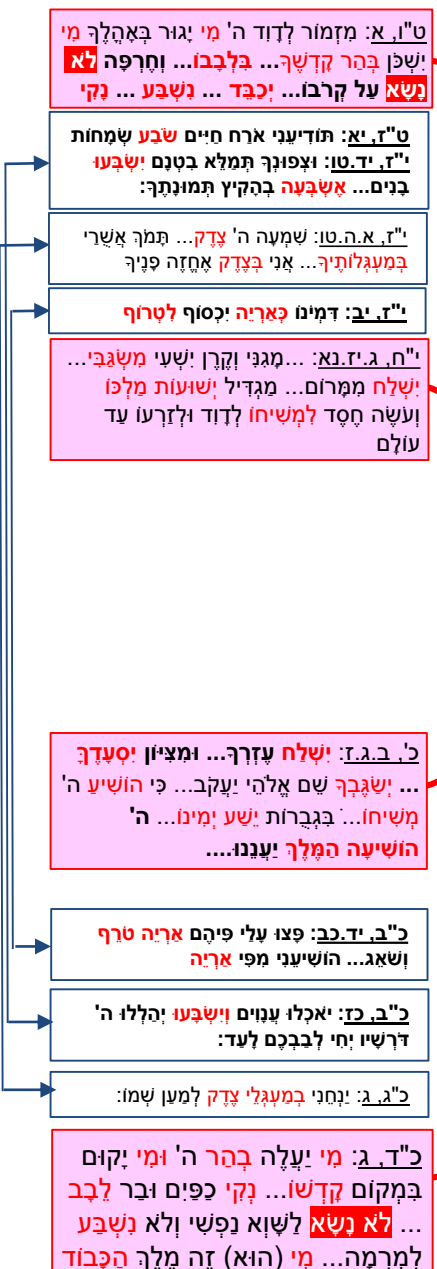 ט"ו, א: מִזְמוֹר לְדָוִד ה' מִי יָגוּר בְּאָהֳלֶךָ מִי
יִשְׁכֹּן בְּהַר קָדְשֶׁךָ... בִּלְבָבוֹ... וְחֶרְפָּה לֹא
נָשָׂא עַל קְרֹבוֹ... יְכַבֵּד ... נִשְׁבַּע ... נָקִי
ט"ז, יא: תּוֹדִיעֵנִי אֹרַח חַיִּים שֹׂבַע שְׂמָחוֹת
י"ז, יד.טו: וּצְפוּנְךָ תְּמַלֵּא בִטְנָם יִשְׂבְּעוּ
בָנִים... אֶשְׂבְּעָה בְהָקִיץ תְּמוּנָתֶךָ:
י"ז, א.ה.טו: שִׁמְעָה ה' צֶדֶק... תָּמֹךְ אֲשֻׁרַי
בְּמַעְגְּלוֹתֶיךָ... אֲנִי בְּצֶדֶק אֶחֱזֶה פָנֶיךָ
י"ז, יב: דִּמְיֹנוֹ כְּאַרְיֵה יִכְסוֹף לִטְרוֹף
י"ח, ג.יז.נא: ...מָגִנִּי וְקֶרֶן יִשְׁעִי מִשְׂגַּבִּי...
יִשְׁלַח מִמָּרוֹם... מַגְדִּיל יְשׁוּעוֹת מַלְכּוֹ
וְעֹשֶׂה חֶסֶד לִמְשִׁיחוֹ לְדָוִד וּלְזַרְעוֹ עַד
עוֹלָם
כ', ב.ג.ז: יִשְׁלַח עֶזְרְךָ... וּמִצִּיּוֹן יִסְעָדֶךָּ
... יְשַׂגֶּבְךָ שֵׁם אֱלֹהֵי יַעֲקֹב... כִּי הוֹשִׁיעַ ה'
מְשִׁיחוֹ... בִּגְבֻרוֹת יֵשַׁע יְמִינוֹ... ה'
הוֹשִׁיעָה הַמֶּלֶךְ יַעֲנֵנוּ....
כ"ב, יד.כב: פָּצוּ עָלַי פִּיהֶם אַרְיֵה טֹרֵף
וְשֹׁאֵג... הוֹשִׁיעֵנִי מִפִּי אַרְיֵה
כ"ב, כז: יֹאכְלוּ עֲנָוִים וְיִשְׂבָּעוּ יְהַלְלוּ ה'
דֹּרְשָׁיו יְחִי לְבַבְכֶם לָעַד:
כ"ג, ג: יַנְחֵנִי בְמַעְגְּלֵי צֶדֶק לְמַעַן שְׁמוֹ:
כ"ד, ג: מִי יַעֲלֶה בְהַר ה' וּמִי יָקוּם
בִּמְקוֹם קָדְשׁוֹ... נְקִי כַפַּיִם וּבַר לֵבָב
... לֹא נָשָׂא לַשָּׁוְא נַפְשִׁי וְלֹא נִשְׁבַּע
לְמִרְמָה... מִי (הוּא) זֶה מֶלֶךְ הַכָּבוֹד